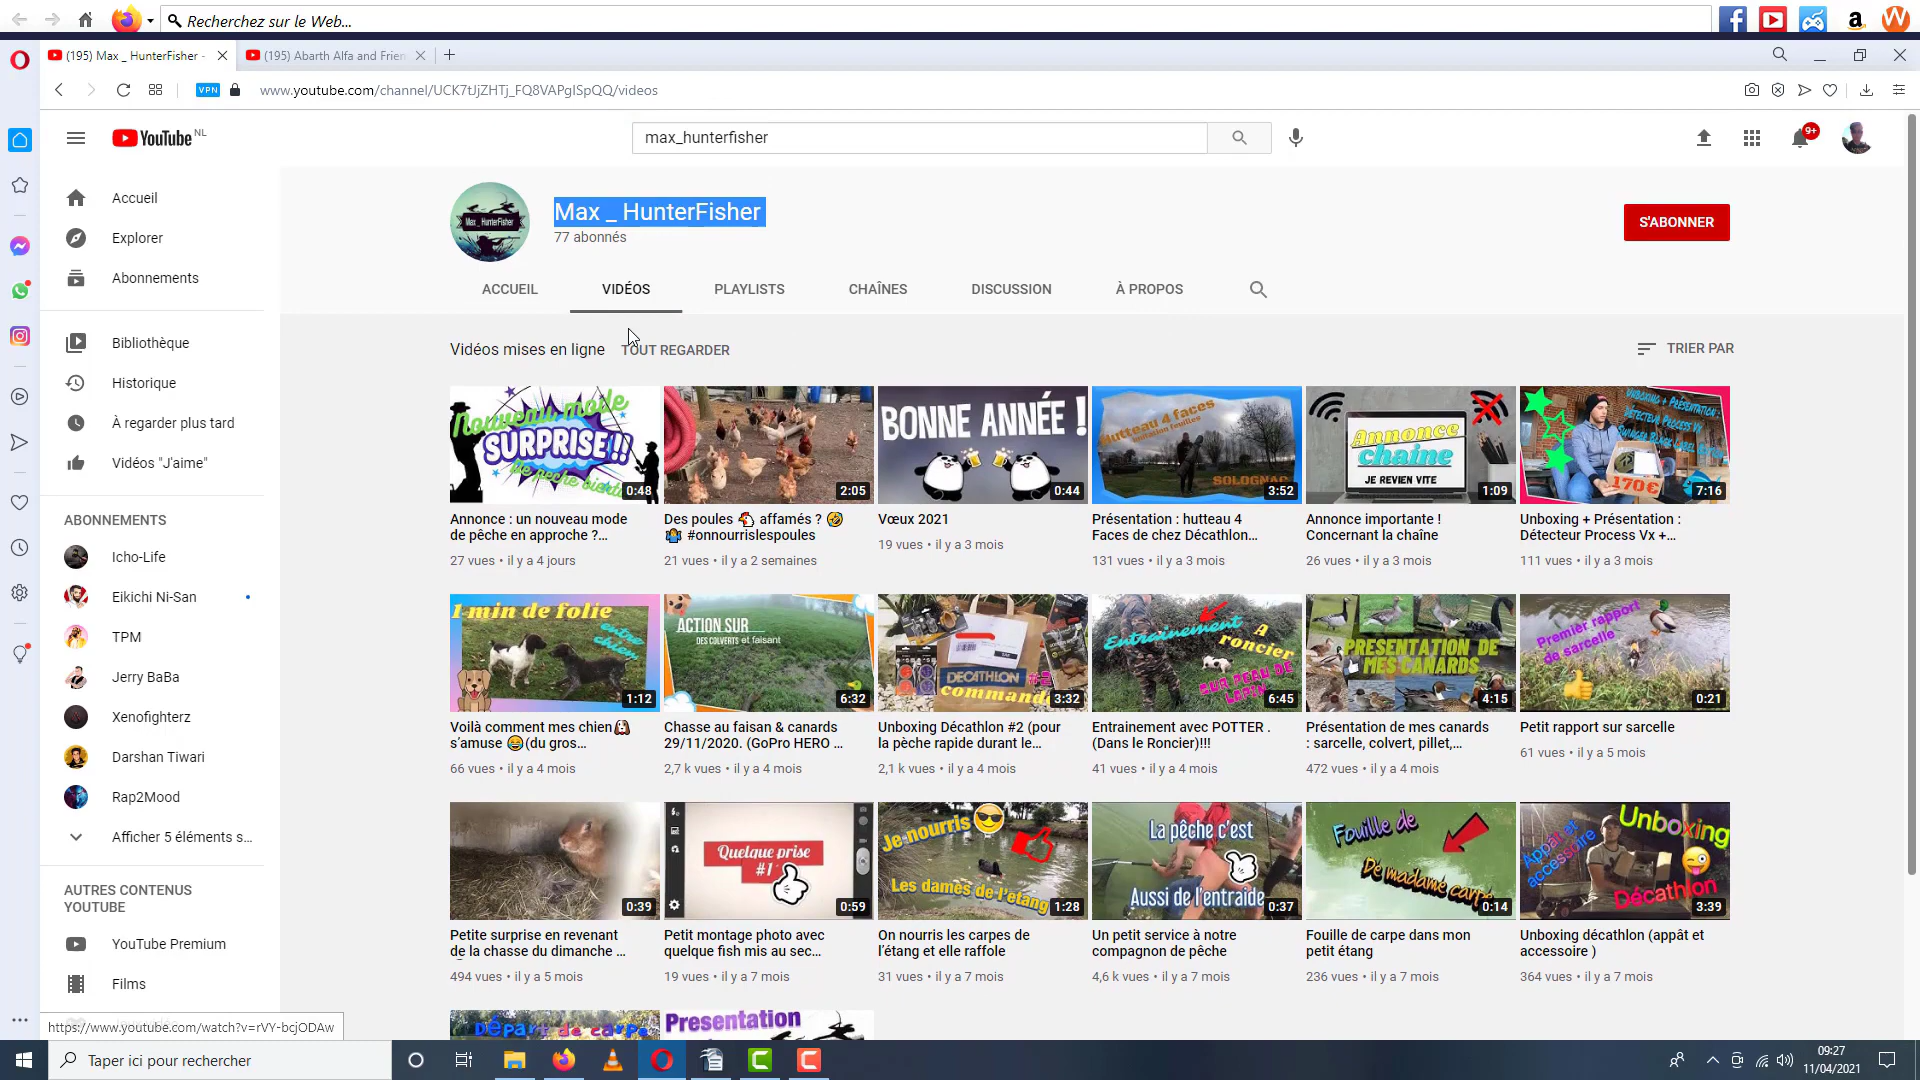 Recherchez sur le Web...
(195) Max _ HunterFisher -
(195) Abarth Alfa and Frien
VPN
www.youtube.com/channel/UCK7tJjZHTj_FQ8VAPgISpQQ/videos
YouTube NL
max_hunterfisher
9+
Accueil
Explorer
Abonnements
Bibliothèque
Historique
À regarder plus tard
Vidéos "J'aime"
ABONNEMENTS
Icho-Life
Eikichi Ni-San
TPM
Jerry BaBa
Xenofighterz
Darshan Tiwari
Rap2Mood
Afficher 5 éléments s...
AUTRES CONTENUS
YOUTUBE
YouTube Premium
Films
https://www.youtube.com/watch?v=rVY-bcjODAw
Max _ HunterFisher
Max _ HunterFisher
77 abonnés
S'ABONNER
ACCUEIL
VIDÉOS
PLAYLISTS
CHAÎNES
DISCUSSION
À PROPOS
Vidéos mises en ligne
TOUT REGARDER
TRIER PAR
Nouveau mode
SURPRISE !!
De pêche bientô
0:48
Annonce : un nouveau mode
de pêche en approche ?...
27 vues • il y a 4 jours
2:05
Des poules 🐔 affamés ? 🤣
🤷‍♂️ #onnourrislespoules
21 vues • il y a 2 semaines
BONNE ANNÉE !
0:44
Vœux 2021
19 vues • il y a 3 mois
Hutteau 4 faces
imitation feuilles
SOLOGNAC
3:52
Présentation : hutteau 4
Faces de chez Décathlon...
131 vues • il y a 3 mois
Annonce
chaîne
JE REVIEN VITE
1:09
Annonce importante !
Concernant la chaîne
26 vues • il y a 3 mois
Unboxing + Présentation :
Détecteur Process Vx
Swinger Blaxe Label
170€
7:16
Unboxing + Présentation :
Détecteur Process Vx +...
111 vues • il y a 3 mois
1 min de folie
entre
chien
1:12
Voilà comment mes chien🐶
s'amuse 😂(du gros...
66 vues • il y a 4 mois
ACTION SUR
DES COLVERTS et faisant
6:32
Chasse au faisan & canards
29/11/2020. (GoPro HERO ...
2,7 k vues • il y a 4 mois
DECATHLON #2
commande
3:32
Unboxing Décathlon #2 (pour
la pèche rapide durant le...
2,1 k vues • il y a 4 mois
Entrainement
A
roncier
SUR PEAU DE
LAPIN
6:45
Entrainement avec POTTER .
(Dans le Roncier)!!!
41 vues • il y a 4 mois
PRESENTATION DE
MES CANARDS
4:15
Présentation de mes canards
: sarcelle, colvert, pillet,...
472 vues • il y a 4 mois
Premier rapport
de sarcelle
0:21
Petit rapport sur sarcelle
61 vues • il y a 5 mois
0:39
Petite surprise en revenant
de la chasse du dimanche ...
494 vues • il y a 5 mois
Quelque prise
#1
0:59
Petit montage photo avec
quelque fish mis au sec...
19 vues • il y a 7 mois
Je nourris
Les dames de l'etang
1:28
On nourris les carpes de
l'étang et elle raffole
31 vues • il y a 7 mois
La pêche c'est
Aussi de l'entraide
0:37
Un petit service à notre
compagnon de pêche
4,6 k vues • il y a 7 mois
Fouille de
De madame carpe
0:14
Fouille de carpe dans mon
petit étang
236 vues • il y a 7 mois
Unboxing
Appât et
accessoire
Décathlon
3:39
Unboxing décathlon (appât et
accessoire )
364 vues • il y a 7 mois
Départ de carpe
Presentation
Taper ici pour rechercher
09:27
11/04/2021